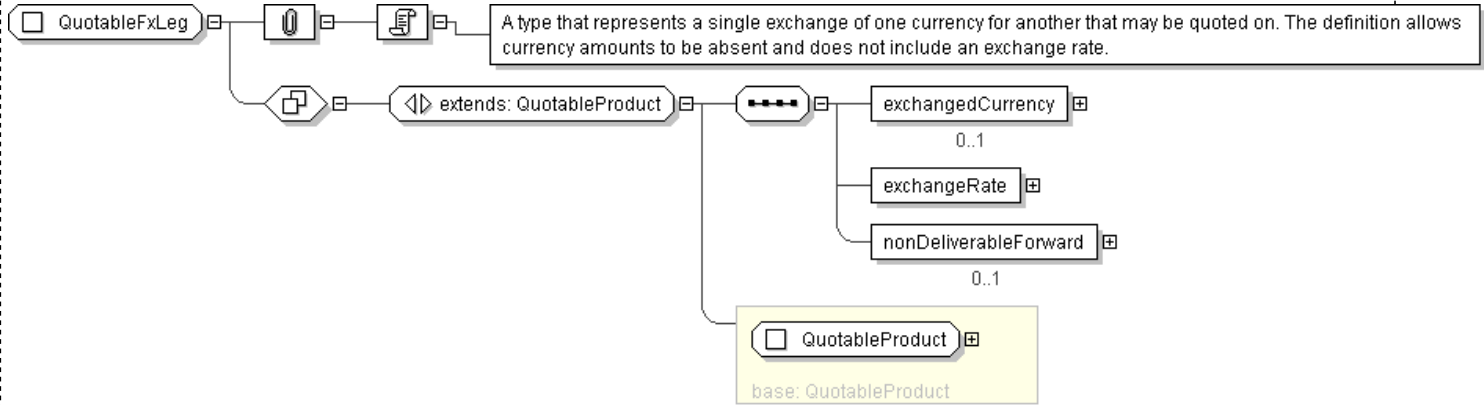 QuotableFxLeg
A type that represents a single exchange of one currency for another that may be quoted on. The definition allows
currency amounts to be absent and does not include an exchange rate.
extends: QuotableProduct
exchangedCurrency
0..1
exchangeRate
nonDeliverableForward
0..1
QuotableProduct
base: QuotableProduct